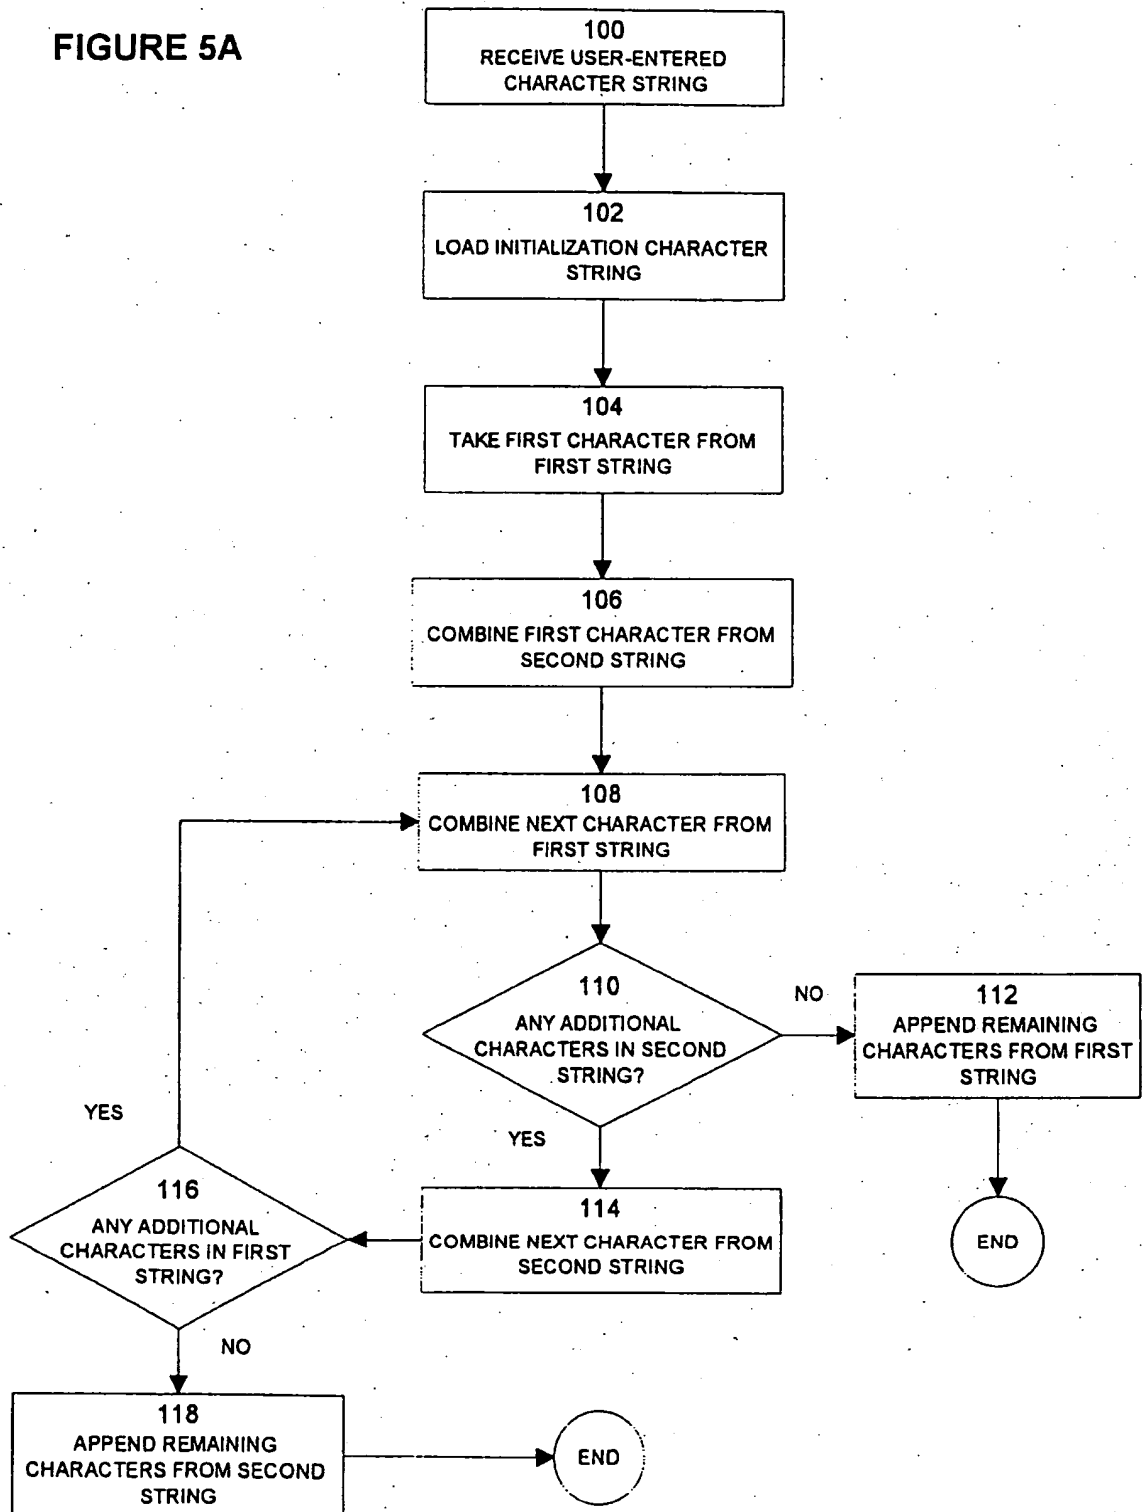 FIGURE 5A
100
RECEIVE USER-ENTERED
CHARACTER STRING
102
LOAD INITIALIZATION CHARACTER
STRING
104
TAKE FIRST CHARACTER FROM
FIRST STRING
106
COMBINE FIRST CHARACTER FROM
SECOND STRING
108
COMBINE NEXT CHARACTER FROM
FIRST STRING
110
ANY ADDITIONAL
CHARACTERS IN SECOND
STRING?
NO
112
APPEND REMAINING
CHARACTERS FROM FIRST
STRING
END
YES
114
COMBINE NEXT CHARACTER FROM
SECOND STRING
116
ANY ADDITIONAL
CHARACTERS IN FIRST
STRING?
YES
NO
118
APPEND REMAINING
CHARACTERS FROM SECOND
STRING
END